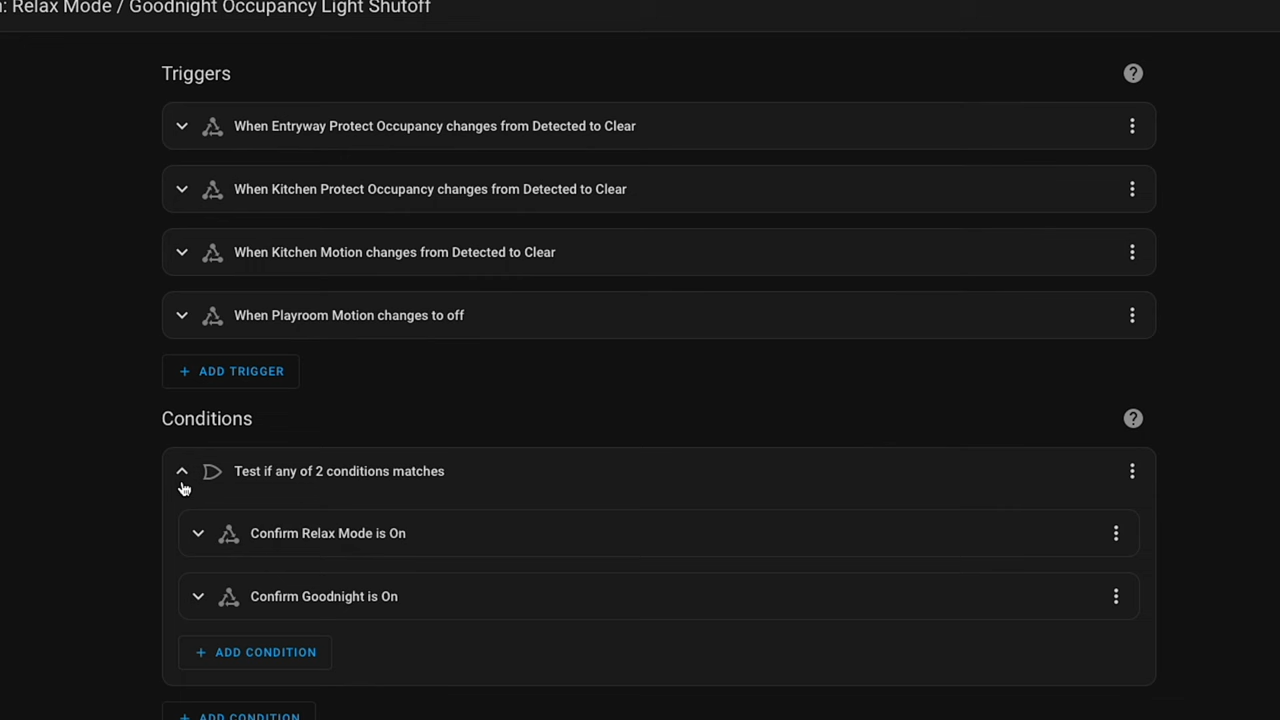 : Relax Mode / Goodnight Occupancy Light Shutoff
Triggers
?
When Entryway Protect Occupancy changes from Detected to Clear
When Kitchen Protect Occupancy changes from Detected to Clear
When Kitchen Motion changes from Detected to Clear
When Playroom Motion changes to off
+ ADD TRIGGER
Conditions
?
Test if any of 2 conditions matches
Confirm Relax Mode is On
Confirm Goodnight is On
+ ADD CONDITION
+ ADD CONDITION